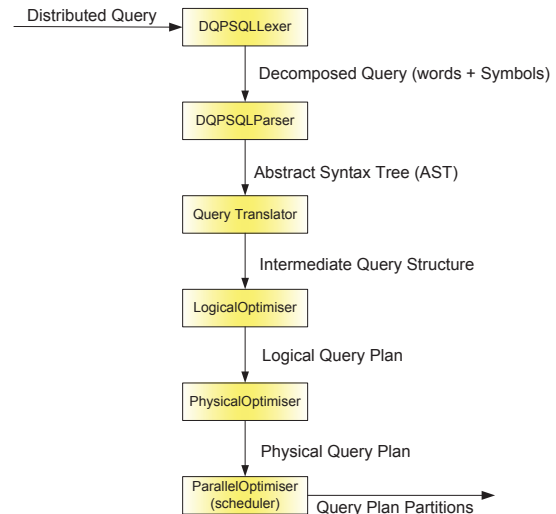 Distributed Query
DQPSQLLexer
Decomposed Query (words + Symbols)
DQPSQLParser
Abstract Syntax Tree (AST)
Query Translator
Intermediate Query Structure
LogicalOptimiser
Logical Query Plan
PhysicalOptimiser
Physical Query Plan
ParallelOptimiser
(scheduler)
Query Plan Partitions